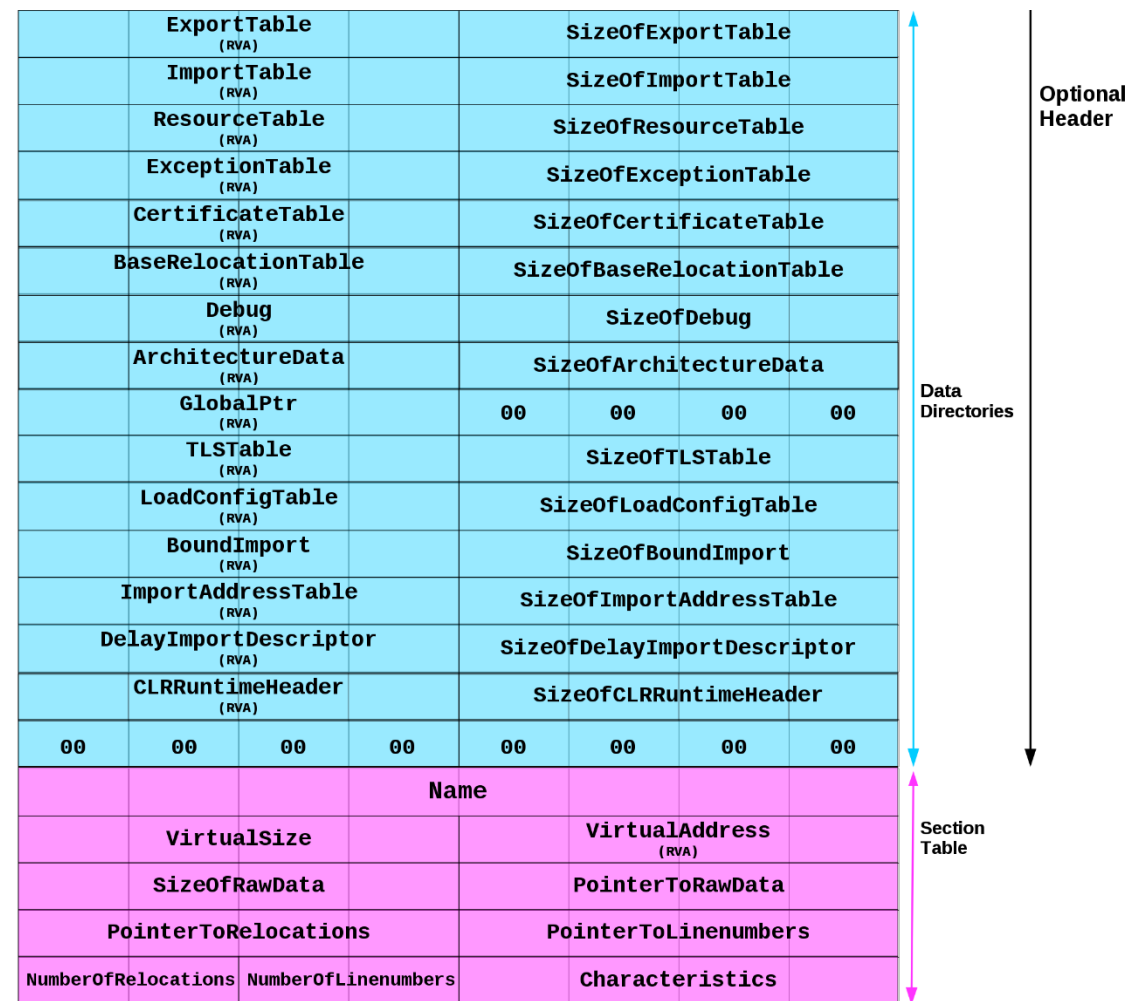 ExportTable
(RVA)
SizeOfExportTable
ImportTable
(RVA)
SizeOfImportTable
ResourceTable
(RVA)
SizeOfResourceTable
ExceptionTable
(RVA)
SizeOfExceptionTable
CertificateTable
(RVA)
SizeOfCertificateTable
BaseRelocationTable
(RVA)
SizeOfBaseRelocationTable
Debug
(RVA)
SizeOfDebug
ArchitectureData
(RVA)
SizeOfArchitectureData
GlobalPtr
(RVA)
00 00 00 00
TLSTable
(RVA)
SizeOfTLSTable
LoadConfigTable
(RVA)
SizeOfLoadConfigTable
BoundImport
(RVA)
SizeOfBoundImport
ImportAddressTable
(RVA)
SizeOfImportAddressTable
DelayImportDescriptor
(RVA)
SizeOfDelayImportDescriptor
CLRRuntimeHeader
(RVA)
SizeOfCLRRuntimeHeader
00 00 00 00 00 00 00 00
Data
Directories
Optional
Header
Name
VirtualSize
VirtualAddress
(RVA)
SizeOfRawData
PointerToRawData
PointerToRelocations
PointerToLinenumbers
NumberOfRelocations
NumberOfLinenumbers
Characteristics
Section
Table